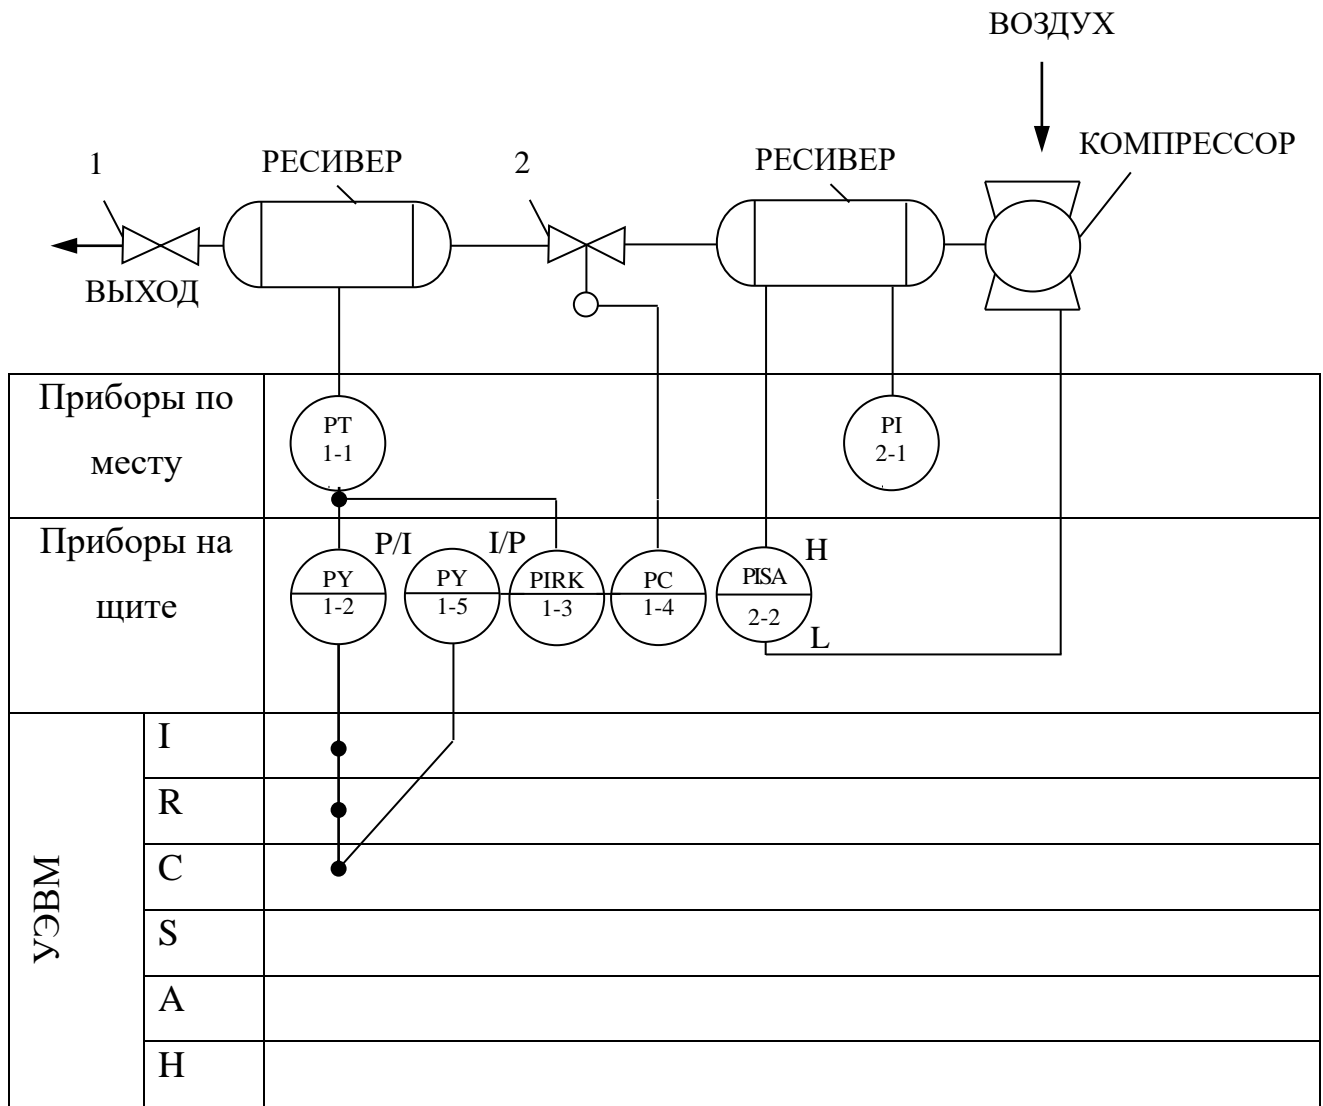 ВОЗДУХ
КОМПРЕССОР
1
РЕСИВЕР
2
РЕСИВЕР
ВЫХОД
Приборы по
месту
PT
1-1
PI
2-1
Приборы на
щите
P/I
PY
1-2
I/P
PY
1-5
PIRK
1-3
PC
1-4
H
PISA
2-2
L
УЭВМ
I
R
C
S
A
H